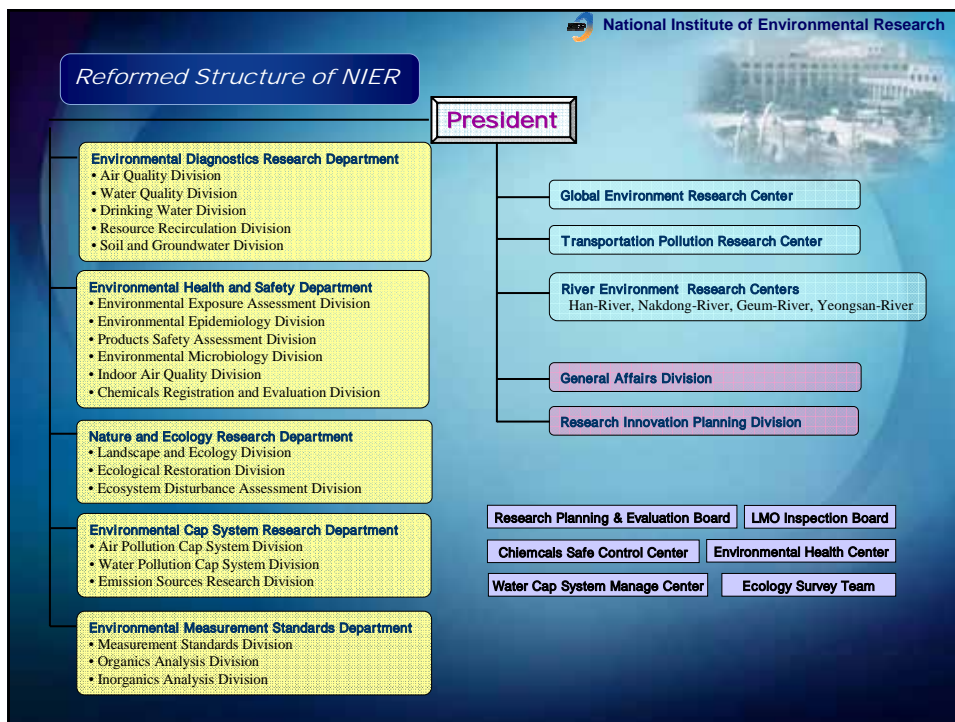 National Institute of Environmental Research
Reformed Structure of NIER
President
Environmental Diagnostics Research Department
• Air Quality Division
• Water Quality Division
• Drinking Water Division
• Resource Recirculation Division
• Soil and Groundwater Division
Environmental Health and Safety Department
• Environmental Exposure Assessment Division
• Environmental Epidemiology Division
• Products Safety Assessment Division
• Environmental Microbiology Division
• Indoor Air Quality Division
• Chemicals Registration and Evaluation Division
Nature and Ecology Research Department
• Landscape and Ecology Division
• Ecological Restoration Division
• Ecosystem Disturbance Assessment Division
Environmental Cap System Research Department
• Air Pollution Cap System Division
• Water Pollution Cap System Division
• Emission Sources Research Division
Environmental Measurement Standards Department
• Measurement Standards Division
• Organics Analysis Division
• Inorganics Analysis Division
Global Environment Research Center
Transportation Pollution Research Center
River Environment Research Centers
Han-River, Nakdong-River, Geum-River, Yeongsan-River
General Affairs Division
Research Innovation Planning Division
Research Planning & Evaluation Board
LMO Inspection Board
Chiemcals Safe Control Center
Environmental Health Center
Water Cap System Manage Center
Ecology Survey Team